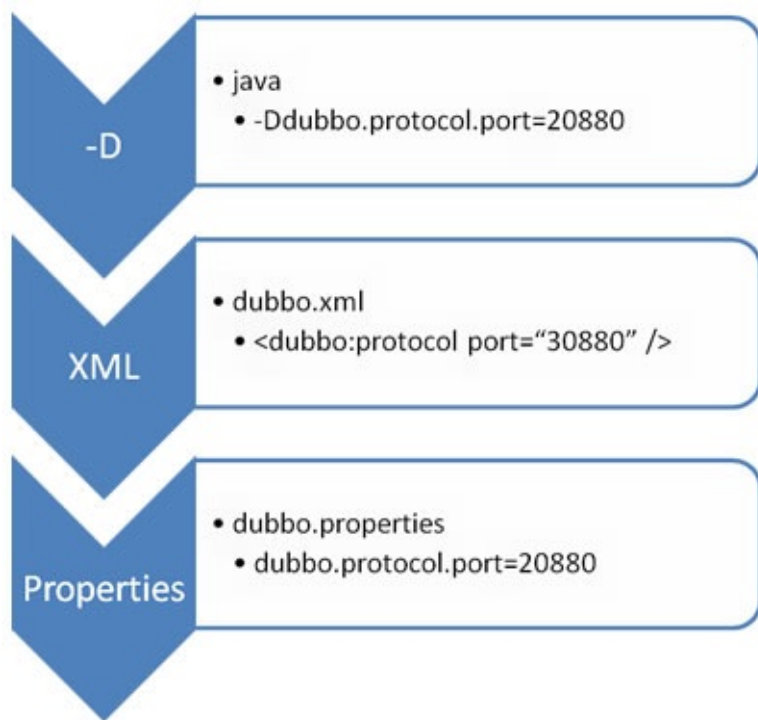 -D
• java
• -Ddubbo.protocol.port=20880
XML
• dubbo.xml
• <dubbo:protocol port=“30880” />
Properties
• dubbo.properties
• dubbo.protocol.port=20880